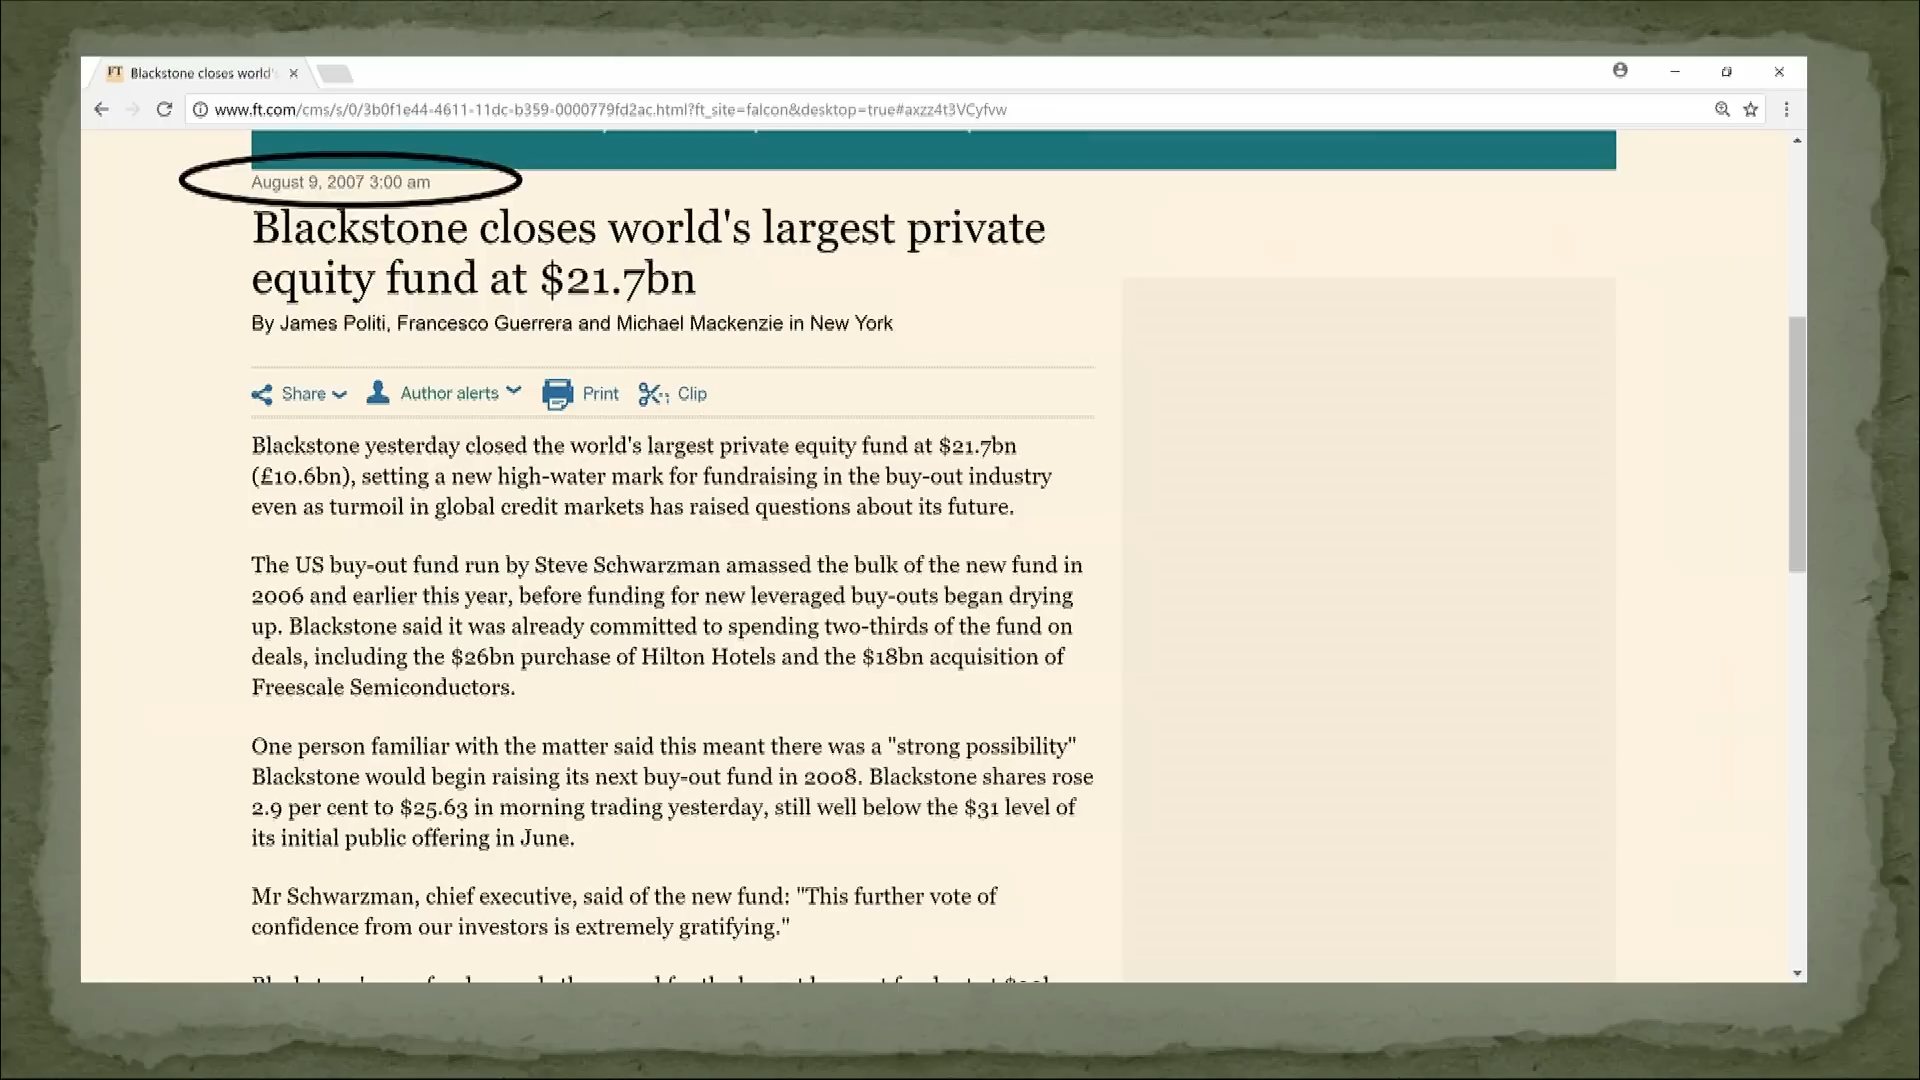 FT Blackstone closes world'
www.ft.com/cms/s/0/3b0f1e44-4611-11dc-b359-0000779fd2ac.html?ft_site=falcon&desktop=true#axzz4t3VCyfvw
August 9, 2007 3:00 am
Blackstone closes world's largest private
equity fund at $21.7bn
By James Politi, Francesco Guerrera and Michael Mackenzie in New York
Share Author alerts Print Clip
Blackstone yesterday closed the world's largest private equity fund at $21.7bn
(£10.6bn), setting a new high-water mark for fundraising in the buy-out industry
even as turmoil in global credit markets has raised questions about its future.
The US buy-out fund run by Steve Schwarzman amassed the bulk of the new fund in
2006 and earlier this year, before funding for new leveraged buy-outs began drying
up. Blackstone said it was already committed to spending two-thirds of the fund on
deals, including the $26bn purchase of Hilton Hotels and the $18bn acquisition of
Freescale Semiconductors.
One person familiar with the matter said this meant there was a "strong possibility"
Blackstone would begin raising its next buy-out fund in 2008. Blackstone shares rose
2.9 per cent to $25.63 in morning trading yesterday, still well below the $31 level of
its initial public offering in June.
Mr Schwarzman, chief executive, said of the new fund: "This further vote of
confidence from our investors is extremely gratifying."